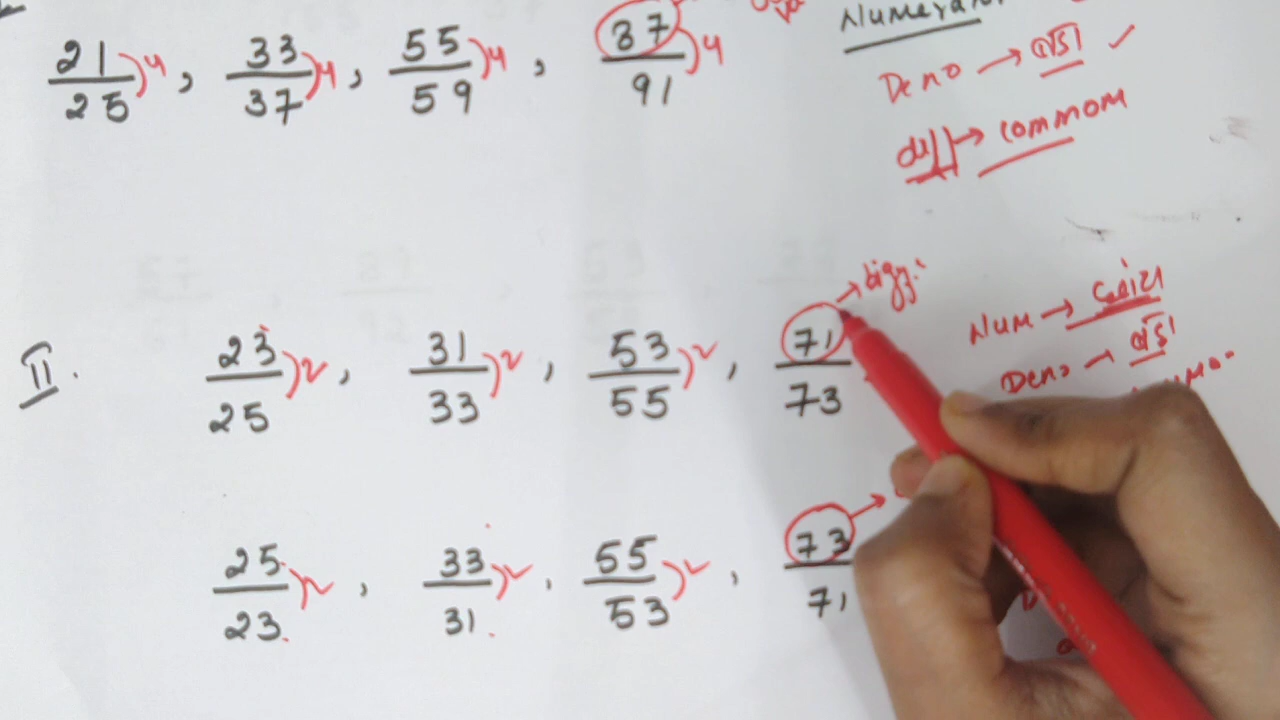 21/25 )4 , 33/37 )4 , 55/59 )4 , 87/91 )4
Deno → बड़ा ✓
diff → common
II. 23/25 )2 , 31/33 )2 , 53/55 )2 , 71/73 → bigg.
Num →
Deno → बड़ा
25/23 )2 , 33/31 )2 , 55/53 )2 , 73/71 →